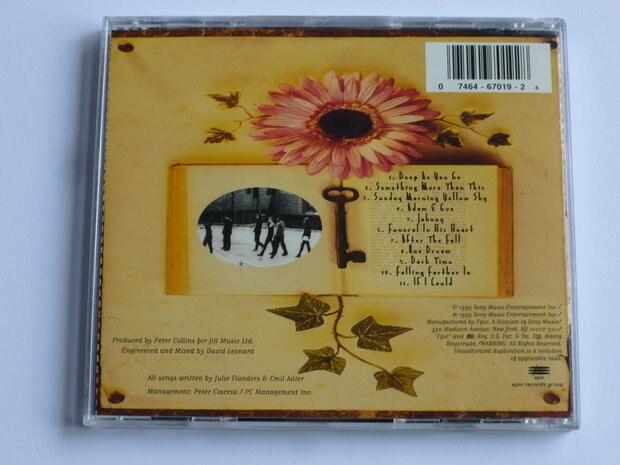 0 7464-67019-2 8
1. Deep As You Go
2. Something More Than This
3. Sunday Morning Yellow Sky
4. Adam & Eve
5. Johnny
6. Funeral In His Heart
7. After The Fall
8. One Dream
9. Dark Time
10. Falling Farther In
11. If I Could
Produced by Peter Collins for Jill Music Ltd.
Engineered and Mixed by David Leonard
All songs written by Julie Flanders & Emil Adler
Management: Peter Ciaccia / PC Management Inc.
© 1995 Sony Music Entertainment Inc./
℗ 1995 Sony Music Entertainment Inc./
Manufactured by Epic, A Division of Sony Music/
550 Madison Avenue, New York, NY 10022-3211/
"Epic" and Reg. U.S. Pat. & Tm. Off. Marca
Registrada./WARNING: All Rights Reserved.
Unauthorized duplication is a violation
of applicable laws.
epic
epic records group